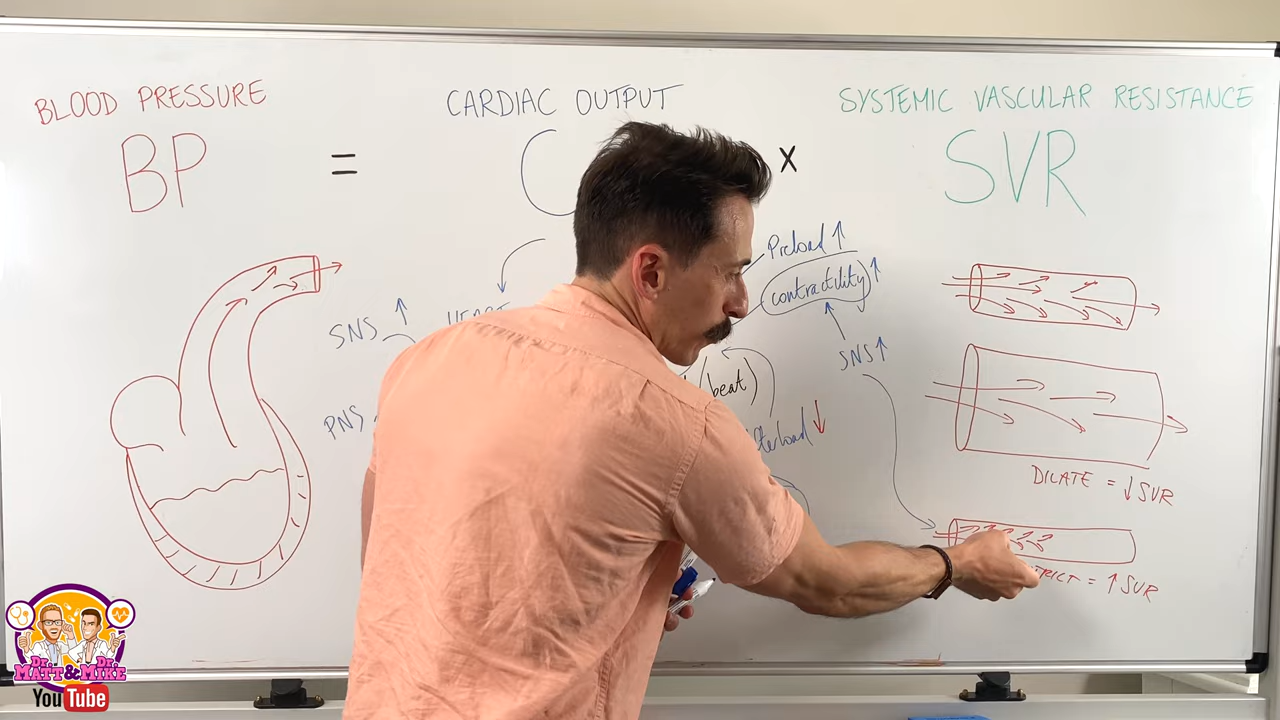 BLOOD PRESSURE
CARDIAC OUTPUT
SYSTEMIC VASCULAR RESISTANCE
BP
=
C
x
SVR
Preload ↑
contractility ↑
SNS ↑
SNS ↑
(beat)
PNS
↓
DILATE = ↓ SVR
= ↑ SVR
Dr. Dr.
MATT & MIKE
YouTube